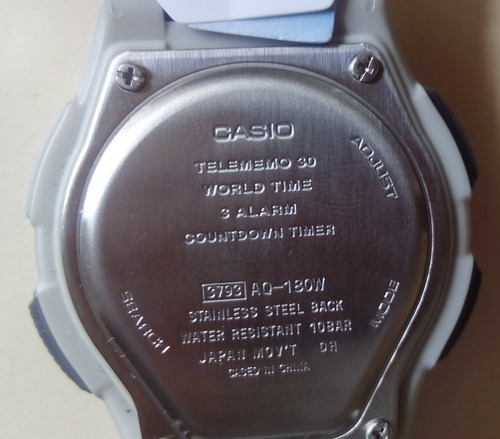 CASIO
TELEMEMO 30
WORLD TIME
3 ALARM
COUNTDOWN TIMER
ADJUST
3793 AQ-180W
STAINLESS STEEL BACK
WATER RESISTANT 10BAR
JAPAN MOV'T DH
CASED IN CHINA
SEARCH
MODE